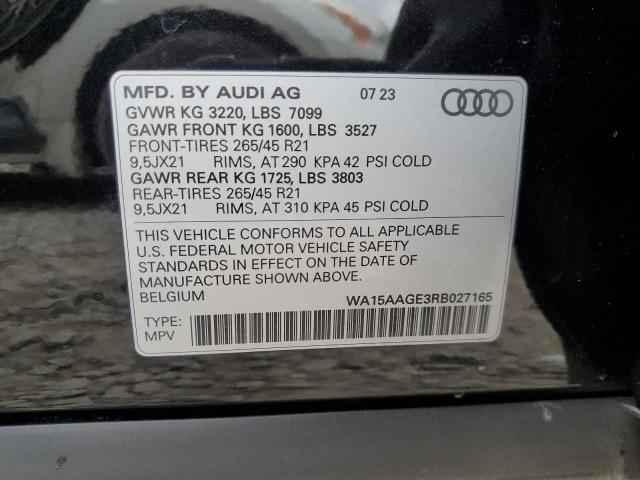 MFD. BY AUDI AG 07 23
GVWR KG 3220, LBS 7099
GAWR FRONT KG 1600, LBS 3527
FRONT-TIRES 265/45 R21
9,5JX21 RIMS, AT 290 KPA 42 PSI COLD
GAWR REAR KG 1725, LBS 3803
REAR-TIRES 265/45 R21
9,5JX21 RIMS, AT 310 KPA 45 PSI COLD
THIS VEHICLE CONFORMS TO ALL APPLICABLE
U.S. FEDERAL MOTOR VEHICLE SAFETY
STANDARDS IN EFFECT ON THE DATE OF
MANUFACTURE SHOWN ABOVE.
BELGIUM WA15AAGE3RB027165
TYPE:
MPV